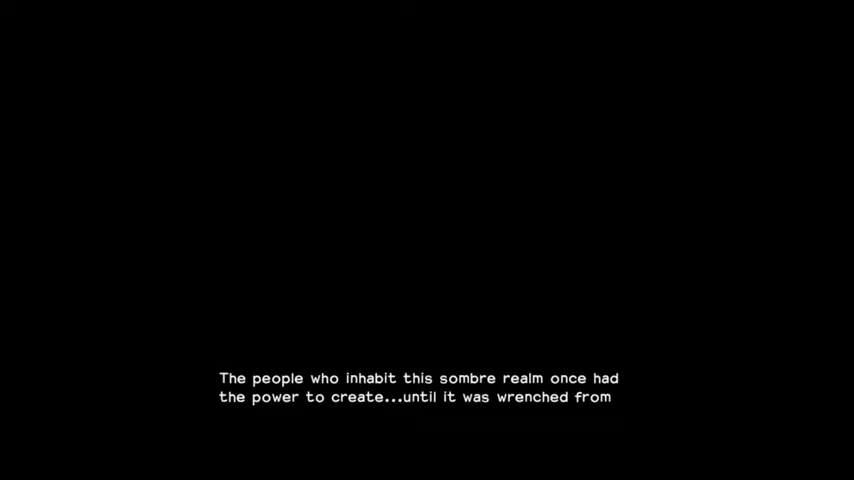 The people who inhabit this sombre realm once had
the power to create...until it was wrenched from